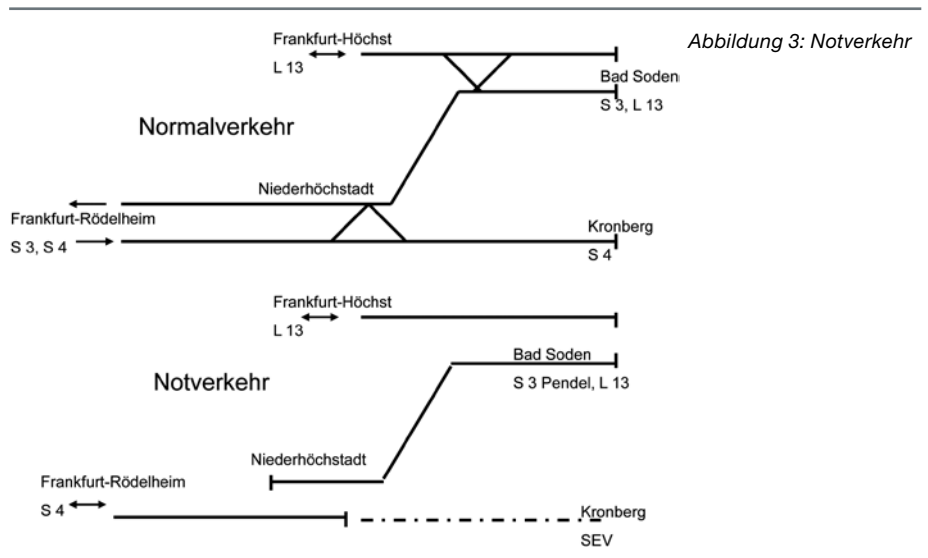 Abbildung 3: Notverkehr
Frankfurt-Höchst
L 13
Bad Soden
S 3, L 13
Normalverkehr
Niederhöchstadt
Frankfurt-Rödelheim
S 3, S 4
Kronberg
S 4
Frankfurt-Höchst
L 13
Bad Soden
S 3 Pendel, L 13
Notverkehr
Niederhöchstadt
Frankfurt-Rödelheim
S 4
Kronberg
SEV